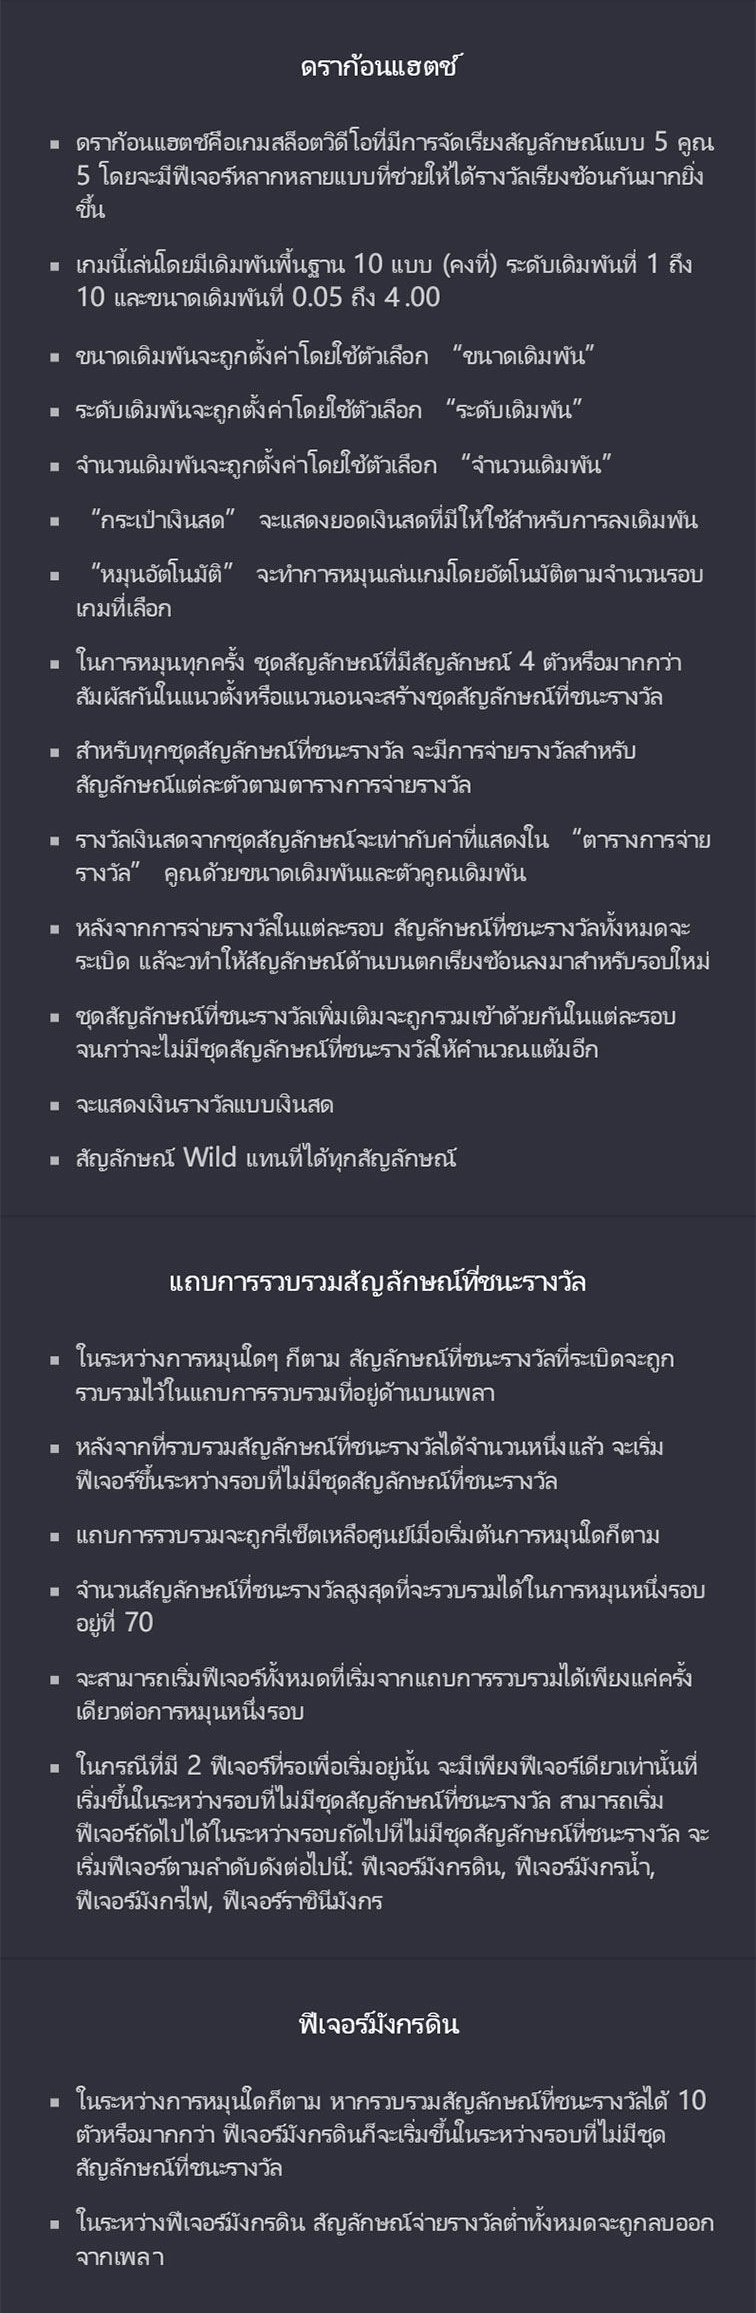 ดราก้อนแฮตช์
▪ ดราก้อนแฮตช์คือเกมสล็อตวิดีโอที่มีการจัดเรียงสัญลักษณ์แบบ 5 คูณ
5 โดยจะมีฟีเจอร์หลากหลายแบบที่ช่วยให้ได้รางวัลเรียงซ้อนกันมากยิ่ง
ขึ้น
▪ เกมนี้เล่นโดยมีเดิมพันพื้นฐาน 10 แบบ (คงที่) ระดับเดิมพันที่ 1 ถึง
10 และขนาดเดิมพันที่ 0.05 ถึง 4.00
▪ ขนาดเดิมพันจะถูกตั้งค่าโดยใช้ตัวเลือก “ขนาดเดิมพัน”
▪ ระดับเดิมพันจะถูกตั้งค่าโดยใช้ตัวเลือก “ระดับเดิมพัน”
▪ จำนวนเดิมพันจะถูกตั้งค่าโดยใช้ตัวเลือก “จำนวนเดิมพัน”
▪ “กระเป๋าเงินสด” จะแสดงยอดเงินสดที่มีให้ใช้สำหรับการลงเดิมพัน
▪ “หมุนอัตโนมัติ” จะทำการหมุนเล่นเกมโดยอัตโนมัติตามจำนวนรอบ
เกมที่เลือก
▪ ในการหมุนทุกครั้ง ชุดสัญลักษณ์ที่มีสัญลักษณ์ 4 ตัวหรือมากกว่า
สัมผัสกันในแนวตั้งหรือแนวนอนจะสร้างชุดสัญลักษณ์ที่ชนะรางวัล
▪ สำหรับทุกชุดสัญลักษณ์ที่ชนะรางวัล จะมีการจ่ายรางวัลสำหรับ
สัญลักษณ์แต่ละตัวตามตารางการจ่ายรางวัล
▪ รางวัลเงินสดจากชุดสัญลักษณ์จะเท่ากับค่าที่แสดงใน “ตารางการจ่าย
รางวัล” คูณด้วยขนาดเดิมพันและตัวคูณเดิมพัน
▪ หลังจากการจ่ายรางวัลในแต่ละรอบ สัญลักษณ์ที่ชนะรางวัลทั้งหมดจะ
ระเบิด แล้จะวทำให้สัญลักษณ์ด้านบนตกเรียงซ้อนลงมาสำหรับรอบใหม่
▪ ชุดสัญลักษณ์ที่ชนะรางวัลเพิ่มเติมจะถูกรวมเข้าด้วยกันในแต่ละรอบ
จนกว่าจะไม่มีชุดสัญลักษณ์ที่ชนะรางวัลให้คำนวณแต้มอีก
▪ จะแสดงเงินรางวัลแบบเงินสด
▪ สัญลักษณ์ Wild แทนที่ได้ทุกสัญลักษณ์
แถบการรวบรวมสัญลักษณ์ที่ชนะรางวัล
▪ ในระหว่างการหมุนใดๆ ก็ตาม สัญลักษณ์ที่ชนะรางวัลที่ระเบิดจะถูก
รวบรวมไว้ในแถบการรวบรวมที่อยู่ด้านบนเพลา
▪ หลังจากที่รวบรวมสัญลักษณ์ที่ชนะรางวัลได้จำนวนหนึ่งแล้ว จะเริ่ม
ฟีเจอร์ขึ้นระหว่างรอบที่ไม่มีชุดสัญลักษณ์ที่ชนะรางวัล
▪ แถบการรวบรวมจะถูกรีเซ็ตเหลือศูนย์เมื่อเริ่มต้นการหมุนใดก็ตาม
▪ จำนวนสัญลักษณ์ที่ชนะรางวัลสูงสุดที่จะรวบรวมได้ในการหมุนหนึ่งรอบ
อยู่ที่ 70
▪ จะสามารถเริ่มฟีเจอร์ทั้งหมดที่เริ่มจากแถบการรวบรวมได้เพียงแค่ครั้ง
เดียวต่อการหมุนหนึ่งรอบ
▪ ในกรณีที่มี 2 ฟีเจอร์ที่รอเพื่อเริ่มอยู่นั้น จะมีเพียงฟีเจอร์เดียวเท่านั้นที่
เริ่มขึ้นในระหว่างรอบที่ไม่มีชุดสัญลักษณ์ที่ชนะรางวัล สามารถเริ่ม
ฟีเจอร์ถัดไปได้ในระหว่างรอบถัดไปที่ไม่มีชุดสัญลักษณ์ที่ชนะรางวัล จะ
เริ่มฟีเจอร์ตามลำดับดังต่อไปนี้: ฟีเจอร์มังกรดิน, ฟีเจอร์มังกรน้ำ,
ฟีเจอร์มังกรไฟ, ฟีเจอร์ราชินีมังกร
ฟีเจอร์มังกรดิน
▪ ในระหว่างการหมุนใดก็ตาม หากรวบรวมสัญลักษณ์ที่ชนะรางวัลได้ 10
ตัวหรือมากกว่า ฟีเจอร์มังกรดินก็จะเริ่มขึ้นในระหว่างรอบที่ไม่มีชุด
สัญลักษณ์ที่ชนะรางวัล
▪ ในระหว่างฟีเจอร์มังกรดิน สัญลักษณ์จ่ายรางวัลต่ำทั้งหมดจะถูกลบออก
จากเพลา